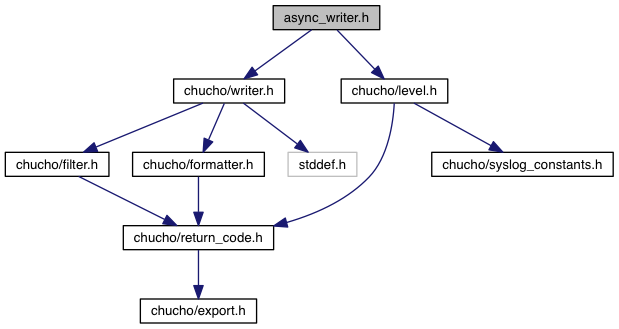 async_writer.h
chucho/writer.h
chucho/level.h
chucho/filter.h
chucho/formatter.h
stddef.h
chucho/syslog_constants.h
chucho/return_code.h
chucho/export.h